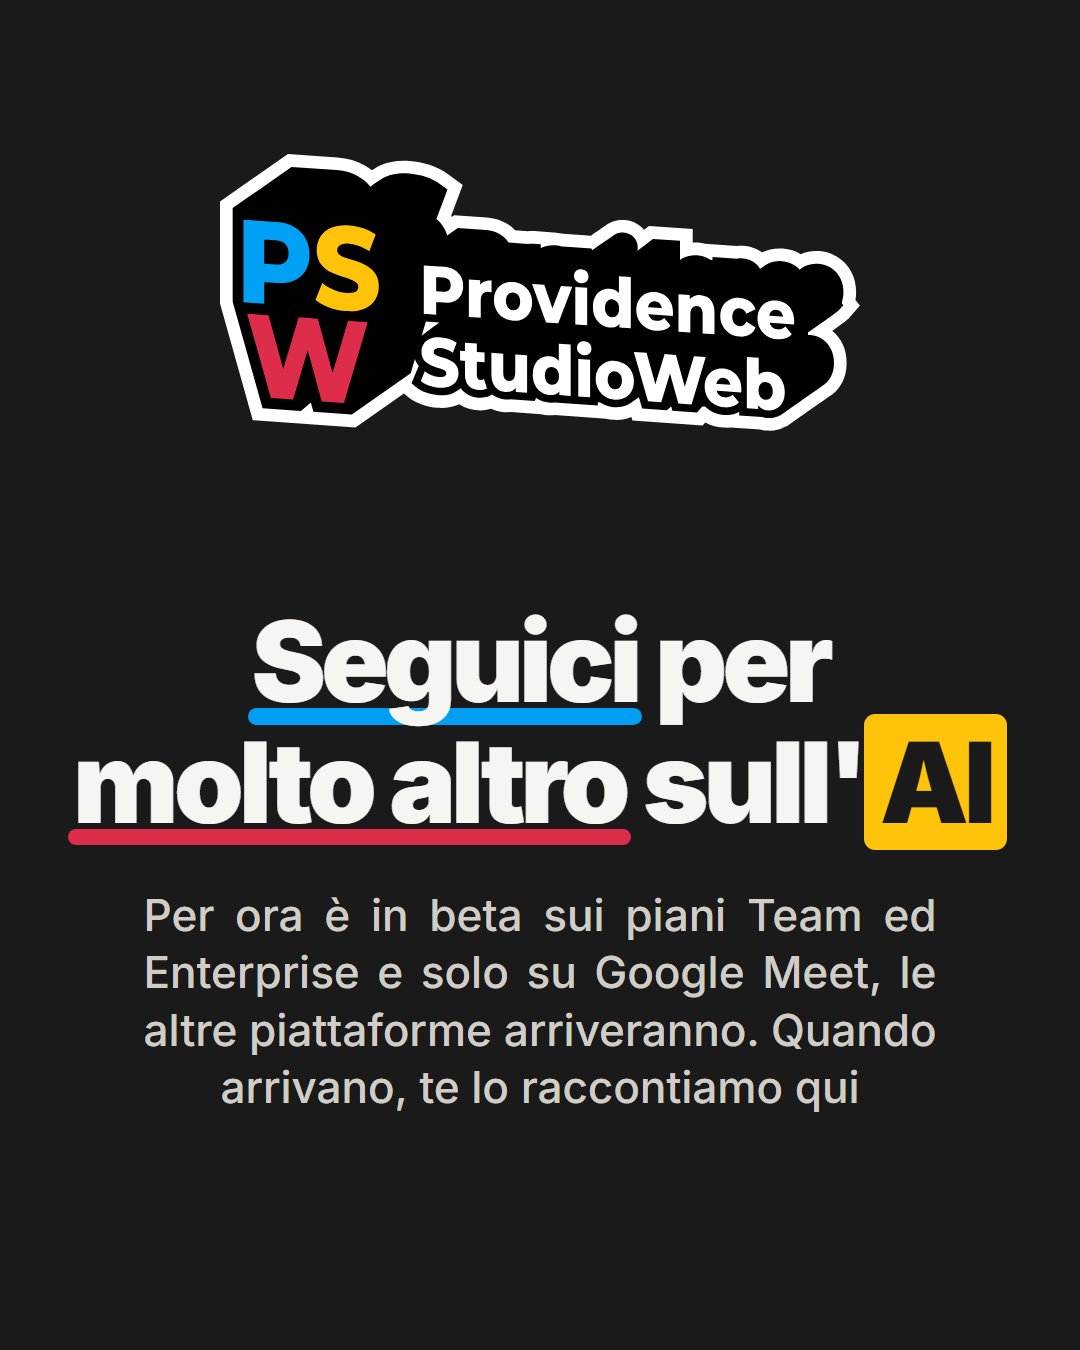 PS
W
Providence
StudioWeb
Seguici per
molto altro sull'AI
Per ora è in beta sui piani Team ed
Enterprise e solo su Google Meet, le
altre piattaforme arriveranno. Quando
arrivano, te lo raccontiamo qui